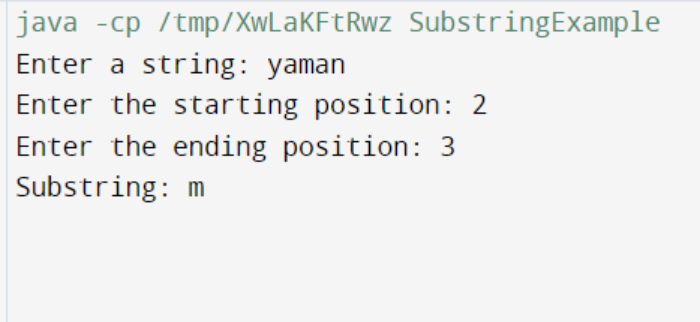 java -cp /tmp/XwLaKFtRwz SubstringExample
Enter a string: yaman
Enter the starting position: 2
Enter the ending position: 3
Substring: m